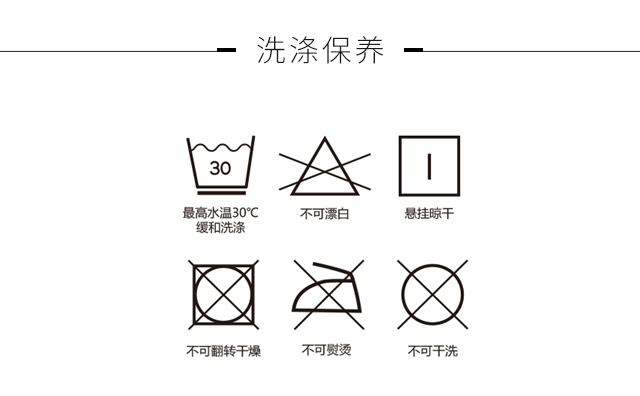 洗涤保养
30
最高水温30℃
缓和洗涤
不可漂白
悬挂晾干
不可翻转干燥
不可熨烫
不可干洗